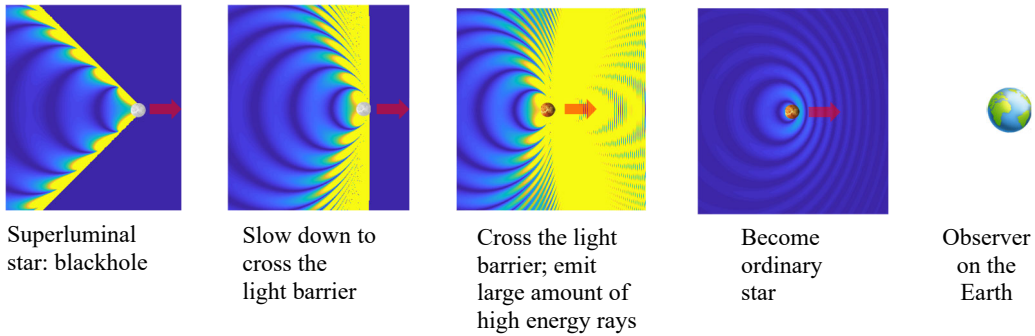 Superluminal
star: blackhole
Slow down to
cross the
light barrier
Cross the light
barrier; emit
large amount of
high energy rays
Become
ordinary
star
Observer
on the
Earth